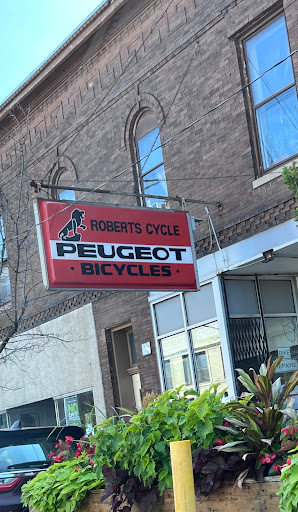 ROBERTS CYCLE
PEUGEOT
• BICYCLES •